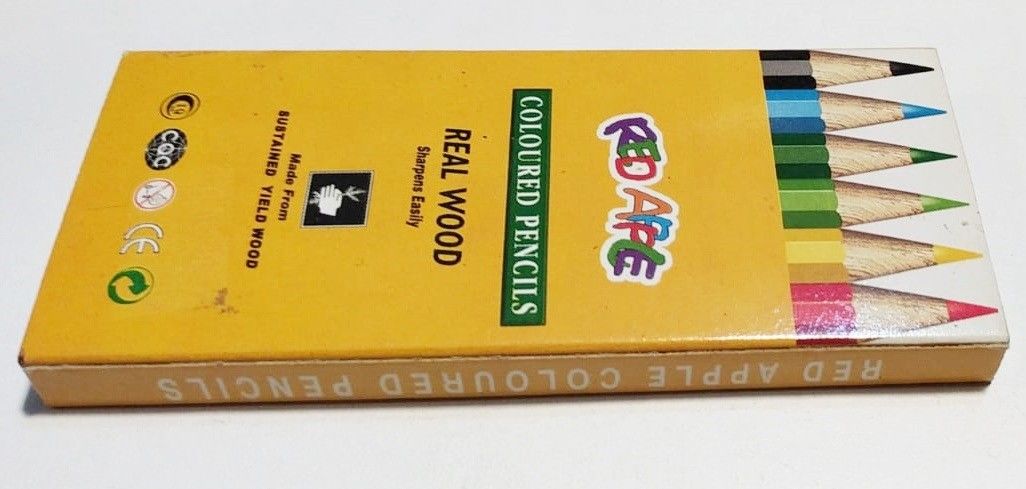 RED APPLE
COLOURED PENCILS
REAL WOOD
Sharpens Easily
Made From
SUSTAINED YIELD WOOD
CE
RED APPLE COLOURED PENCILS